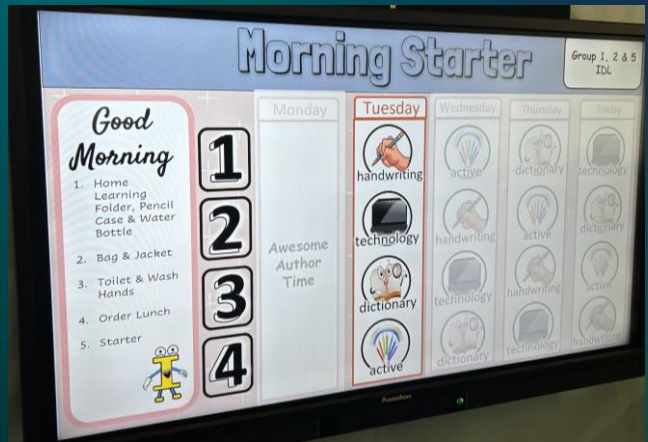 Morning Starter
Group 1, 2 & 5
IDL
Good
Morning
1. Home
Learning
Folder, Pencil
Case & Water
Bottle
2. Bag & Jacket
3. Toilet & Wash
Hands
4. Order Lunch
5. Starter
1
2
3
4
Monday
Awesome
Author
Time
Tuesday
handwriting
technology
dictionary
active
Wednesday
active
handwriting
technology
dictionary
Thursday
dictionary
active
handwriting
technology
Friday
technology
dictionary
active
handwriting
Promethean